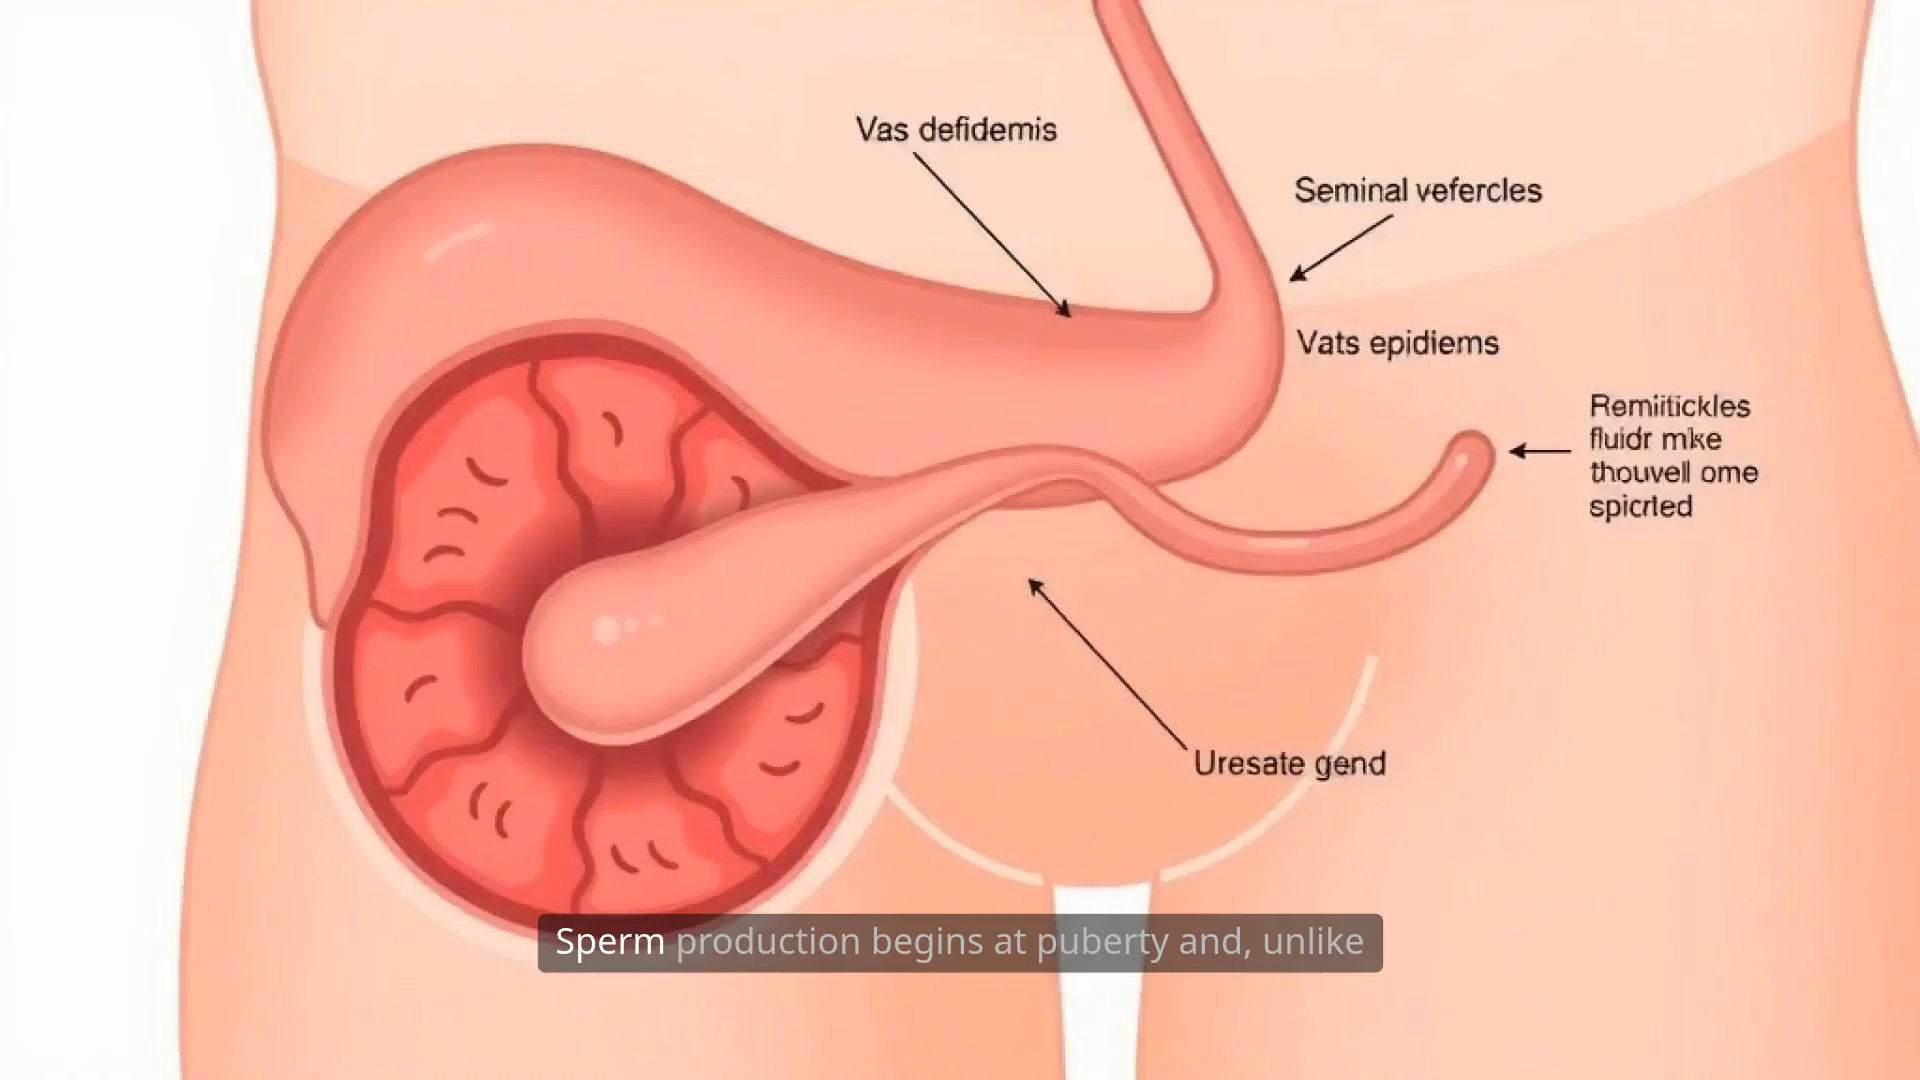 Vas defidemis
Seminal vefercles
Vats epidiems
Remiitickles
fluidr mke
thouvell ome
spicrted
Uresate gend
Sperm production begins at puberty and, unlike